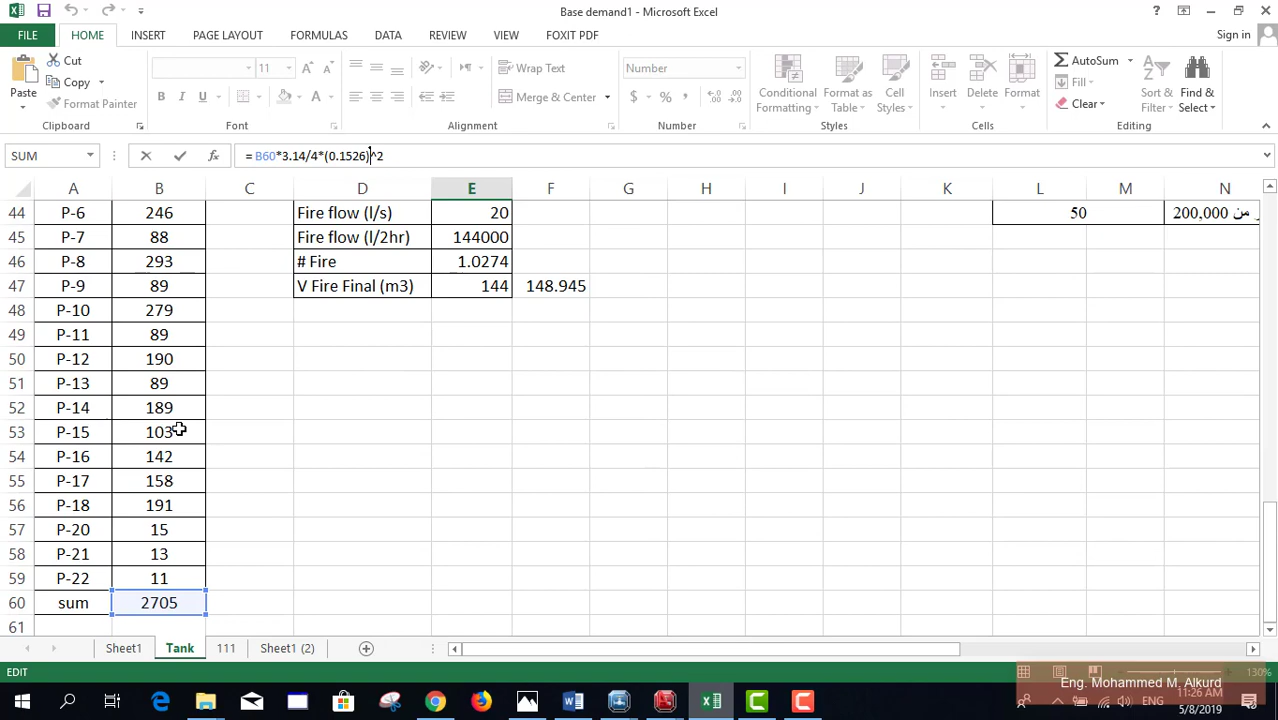 Base demand1 - Microsoft Excel
FILE HOME INSERT PAGE LAYOUT FORMULAS DATA REVIEW VIEW FOXIT PDF Sign in
Cut
Copy
Format Painter
Paste
11
Wrap Text
Merge & Center
Number
Conditional Formatting
Format as Table
Cell Styles
Insert Delete Format
AutoSum
Fill
Clear
Sort & Filter
Find & Select
Clipboard Font Alignment Number Styles Cells Editing
SUM = B60*3.14/4*(0.1526)^2
A B C D E F G H I J K L M N
44 P-6 246 Fire flow (l/s) 20 50 200,000 من
45 P-7 88 Fire flow (l/2hr) 144000
46 P-8 293 # Fire 1.0274
47 P-9 89 V Fire Final (m3) 144 148.945
48 P-10 279
49 P-11 89
50 P-12 190
51 P-13 89
52 P-14 189
53 P-15 103
54 P-16 142
55 P-17 158
56 P-18 191
57 P-20 15
58 P-21 13
59 P-22 11
60 sum 2705
61
Sheet1 Tank 111 Sheet1 (2)
EDIT 130%
Eng. Mohammed M. Alkurd
11:26 AM
5/8/2019